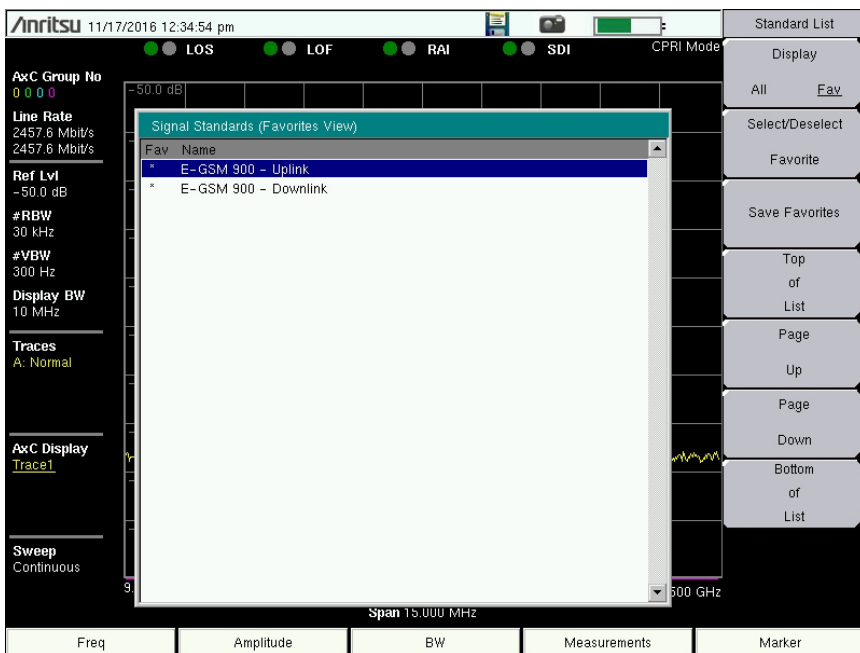 Anritsu 11/17/2016 12:34:54 pm
Standard List
LOS LOF RAI SDI CPRI Mode
AxC Group No
0 0 0 0
Line Rate
2457.6 Mbit/s
2457.6 Mbit/s
Ref Lvl
-50.0 dB
#RBW
30 kHz
#VBW
300 Hz
Display BW
10 MHz
Traces
A: Normal
AxC Display
Trace1
Sweep
Continuous
-50.0 dB
Signal Standards (Favorites View)
Fav Name
* E-GSM 900 - Uplink
* E-GSM 900 - Downlink
9.
500 GHz
Span 15.000 MHz
Display
All Fav
Select/Deselect
Favorite
Save Favorites
Top
of
List
Page
Up
Page
Down
Bottom
of
List
Freq Amplitude BW Measurements Marker